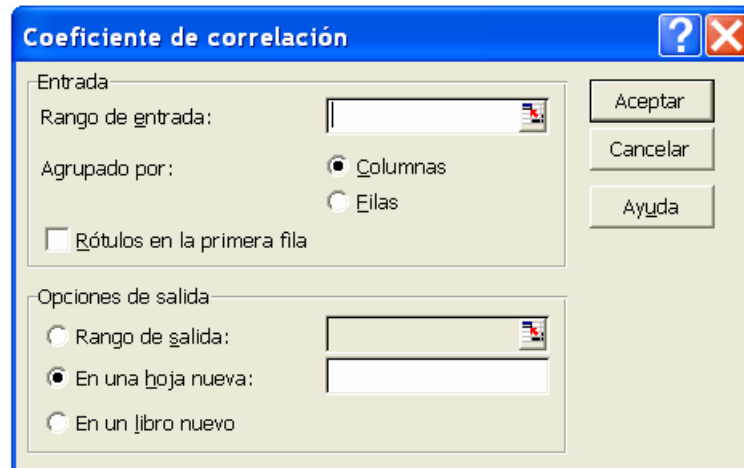 Coeficiente de correlación
Entrada
Rango de entrada:
Agrupado por:
Columnas
Filas
Rótulos en la primera fila
Aceptar
Cancelar
Ayuda
Opciones de salida
Rango de salida:
En una hoja nueva:
En un libro nuevo